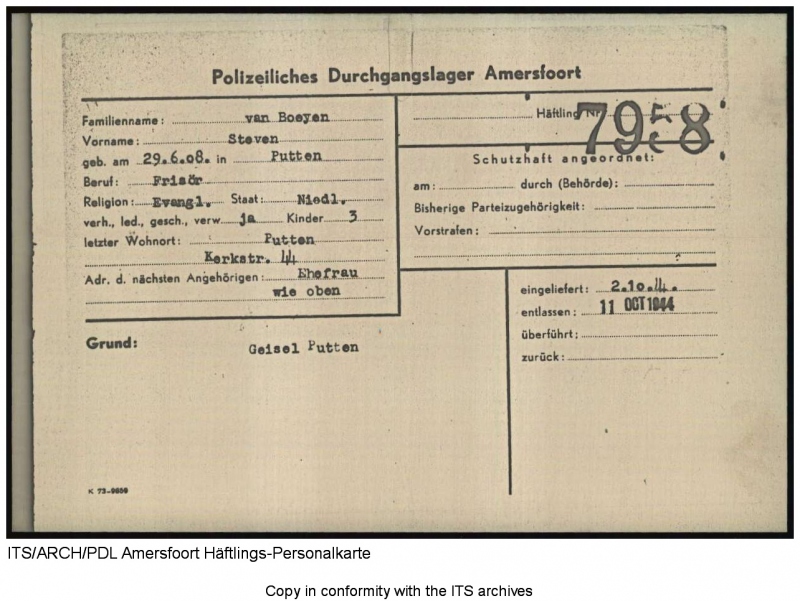 Polizeiliches Durchgangslager Amersfoort
Familienname: van Boeyen
Vorname: Steven
geb. am 29.6.08. in Putten
Beruf: Frisör
Religion: Evangl. Staat: Niedl.
verh., led., gesch., verw. ja Kinder 3
letzter Wohnort: Putten
Kerkstr. 44
Adr. d. nächsten Angehörigen: Ehefrau
wie oben
Häftling Nr. 7958
Schutzhaft angeordnet:
am: durch (Behörde):
Bisherige Parteizugehörigkeit:
Vorstrafen:
?
eingeliefert: 2.10.44.
entlassen: 11 OCT 1944
überführt:
zurück:
Grund: Geisel Putten
K 73-9659
ITS/ARCH/PDL Amersfoort Häftlings-Personalkarte
Copy in conformity with the ITS archives